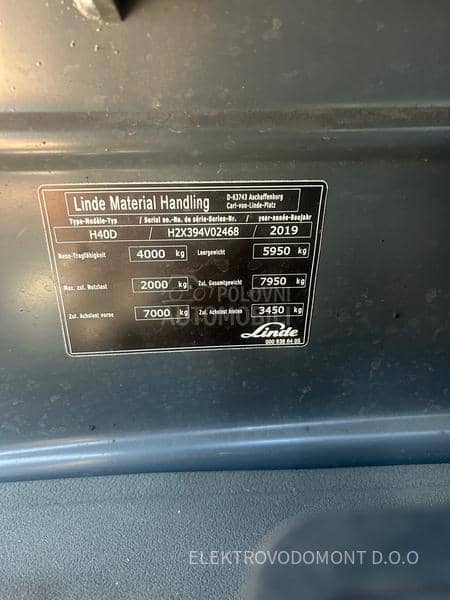 Linde Material Handling D-63743 Aschaffenburg
Carl-von-Linde-Platz
Type-Modèle-Typ / Serial no.-No. de série-Serien-Nr. / year-année-Baujahr
H40D / H2X394V02468 / 2019
Nenn-Tragfähigkeit 4000 kg Leergewicht 5950 kg
Max. zul. Nutzlast 2000 kg Zul. Gesamtgewicht 7950 kg
POLOVNI
AUTOMOBILI
Zul. Achslast vorne 7000 kg Zul. Achslast hinten 3450 kg
Linde
000 938 64 05
ELEKTROVODOMONT D.O.O